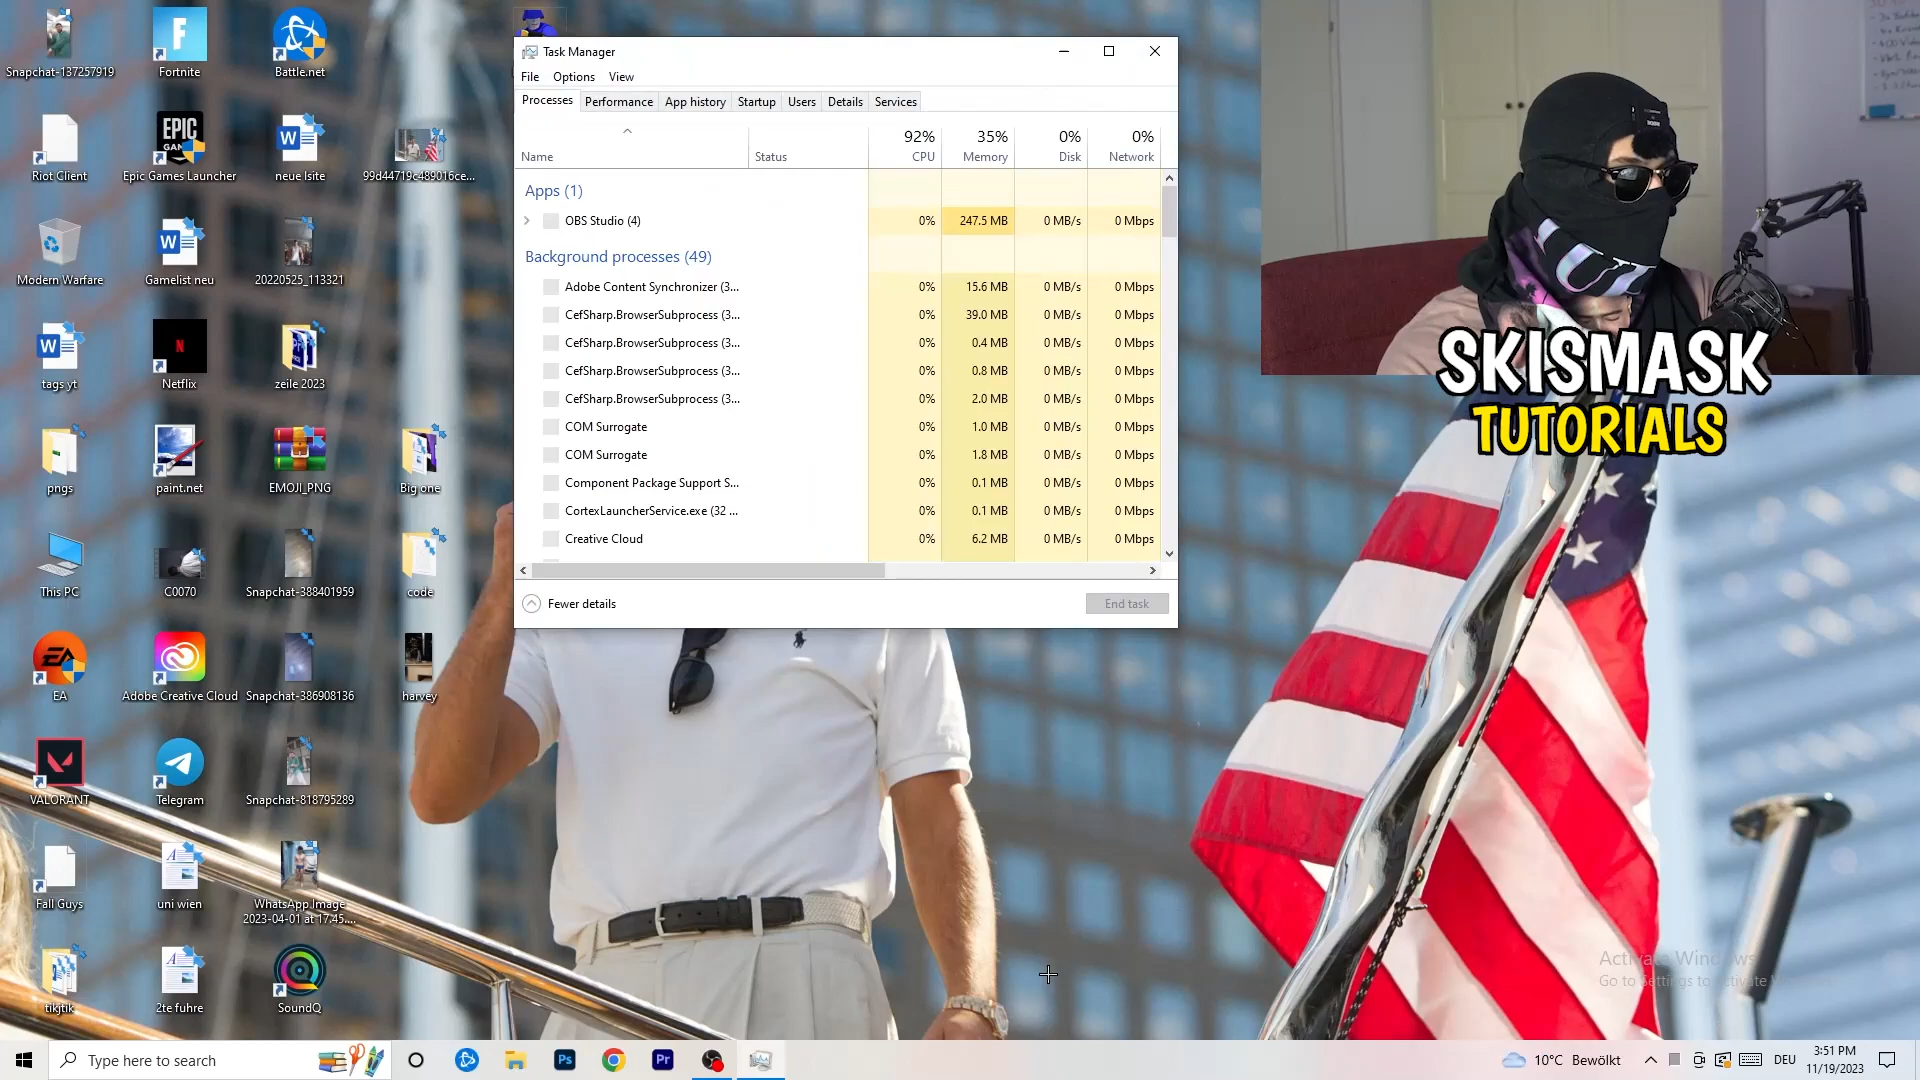 Snapchat-137257919
Fortnite
Battle.net
Riot Client
EPIC
Epic Games Launcher
neue lsite
99d44719c489016ce...
Modern Warfare
Gamelist neu
20220525_113321
tags yt
Netflix
zeile 2023
pngs
paint.net
EMOJI_PNG
Big one
This PC
C0070
Snapchat-388401959
code
EA
Adobe Creative Cloud
Snapchat-386908136
harvey
VALORANT
Telegram
Snapchat-818795289
Fall Guys
uni wien
WhatsApp Image
2023-04-01 at 17.45....
tikjtik
2te fuhre
SoundQ
Task Manager
File Options View
Processes Performance App history Startup Users Details Services
92% 35% 0% 0%
Name Status CPU Memory Disk Network
Apps (1)
OBS Studio (4) 0% 247.5 MB 0 MB/s 0 Mbps
Background processes (49)
Adobe Content Synchronizer (3... 0% 15.6 MB 0 MB/s 0 Mbps
CefSharp.BrowserSubprocess (3... 0% 39.0 MB 0 MB/s 0 Mbps
CefSharp.BrowserSubprocess (3... 0% 0.4 MB 0 MB/s 0 Mbps
CefSharp.BrowserSubprocess (3... 0% 0.8 MB 0 MB/s 0 Mbps
CefSharp.BrowserSubprocess (3... 0% 2.0 MB 0 MB/s 0 Mbps
COM Surrogate 0% 1.0 MB 0 MB/s 0 Mbps
COM Surrogate 0% 1.8 MB 0 MB/s 0 Mbps
Component Package Support S... 0% 0.1 MB 0 MB/s 0 Mbps
CortexLauncherService.exe (32 ... 0% 0.1 MB 0 MB/s 0 Mbps
Creative Cloud 0% 6.2 MB 0 MB/s 0 Mbps
Fewer details
End task
SKISMASK
TUTORIALS
Activate Windows
Go to Settings to activate
Type here to search
Ps
Pr
10°C Bewölkt
DEU
3:51 PM
11/19/2023